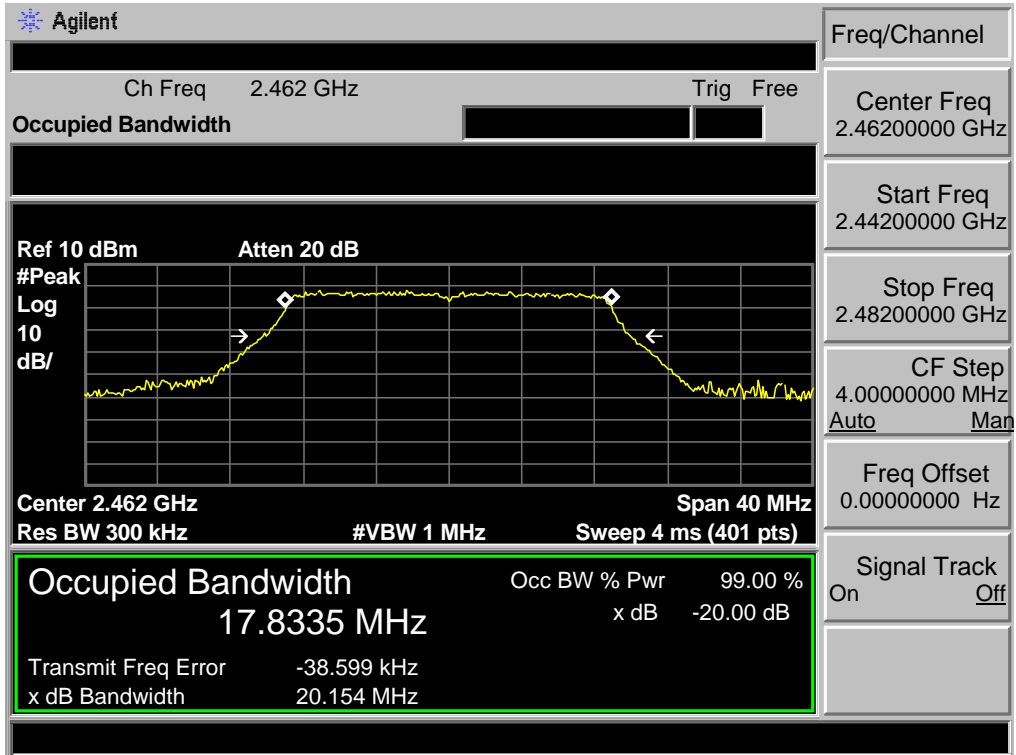 Agilent
Freq/Channel
Ch Freq 2.462 GHz Trig Free
Occupied Bandwidth
Center Freq
2.46200000 GHz
Start Freq
2.44200000 GHz
Stop Freq
2.48200000 GHz
CF Step
4.00000000 MHz
Auto Man
Freq Offset
0.00000000 Hz
Signal Track
On Off
Ref 10 dBm Atten 20 dB
#Peak
Log
10
dB/
Center 2.462 GHz Span 40 MHz
Res BW 300 kHz #VBW 1 MHz Sweep 4 ms (401 pts)
Occupied Bandwidth
17.8335 MHz
Occ BW % Pwr 99.00 %
x dB -20.00 dB
Transmit Freq Error -38.599 kHz
x dB Bandwidth 20.154 MHz